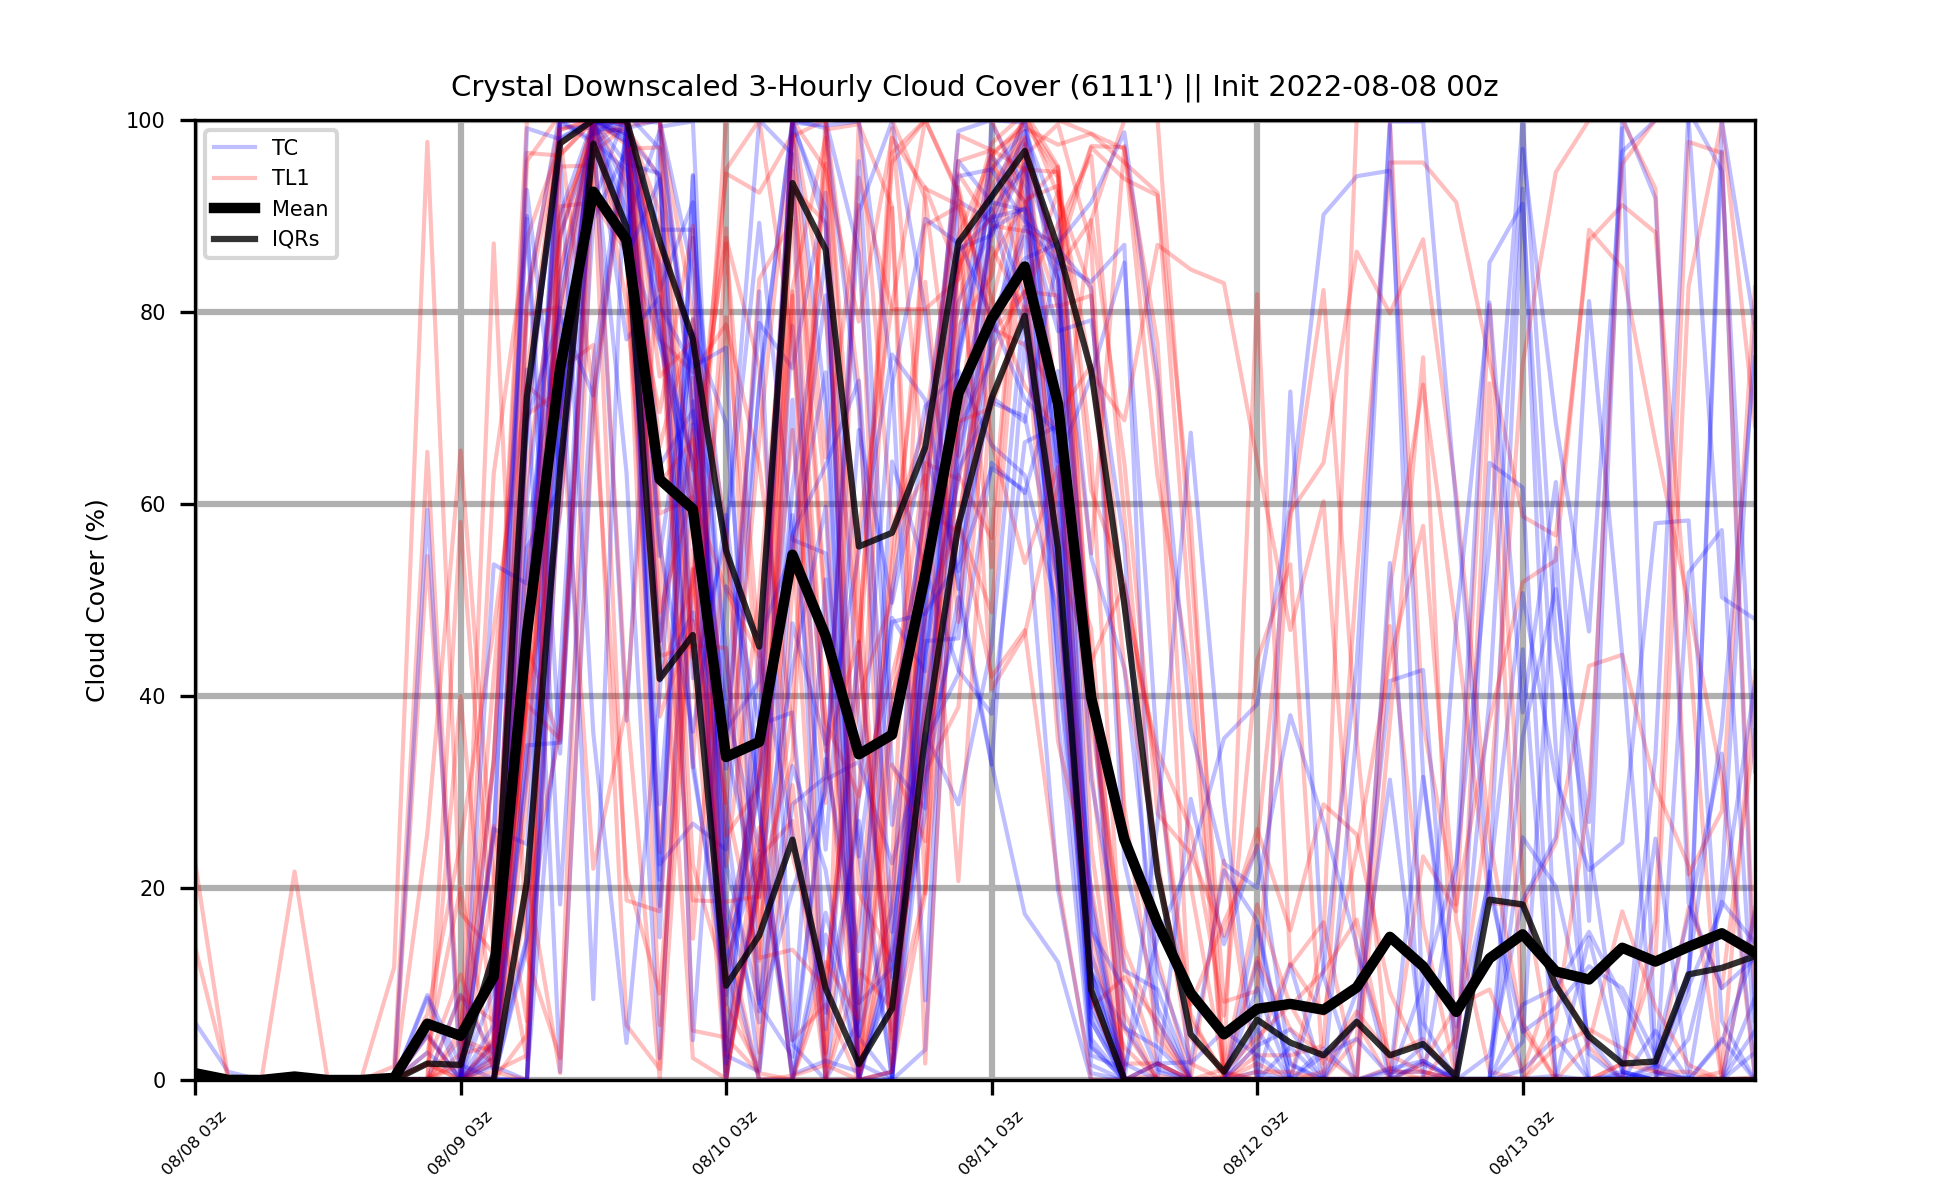 Crystal Downscaled 3-Hourly Cloud Cover (6111') || Init 2022-08-08 00z
100
80
60
40
20
0
Cloud Cover (%)
TC
TL1
Mean
IQRs
08/08 03z
08/09 03z
08/10 03z
08/11 03z
08/12 03z
08/13 03z